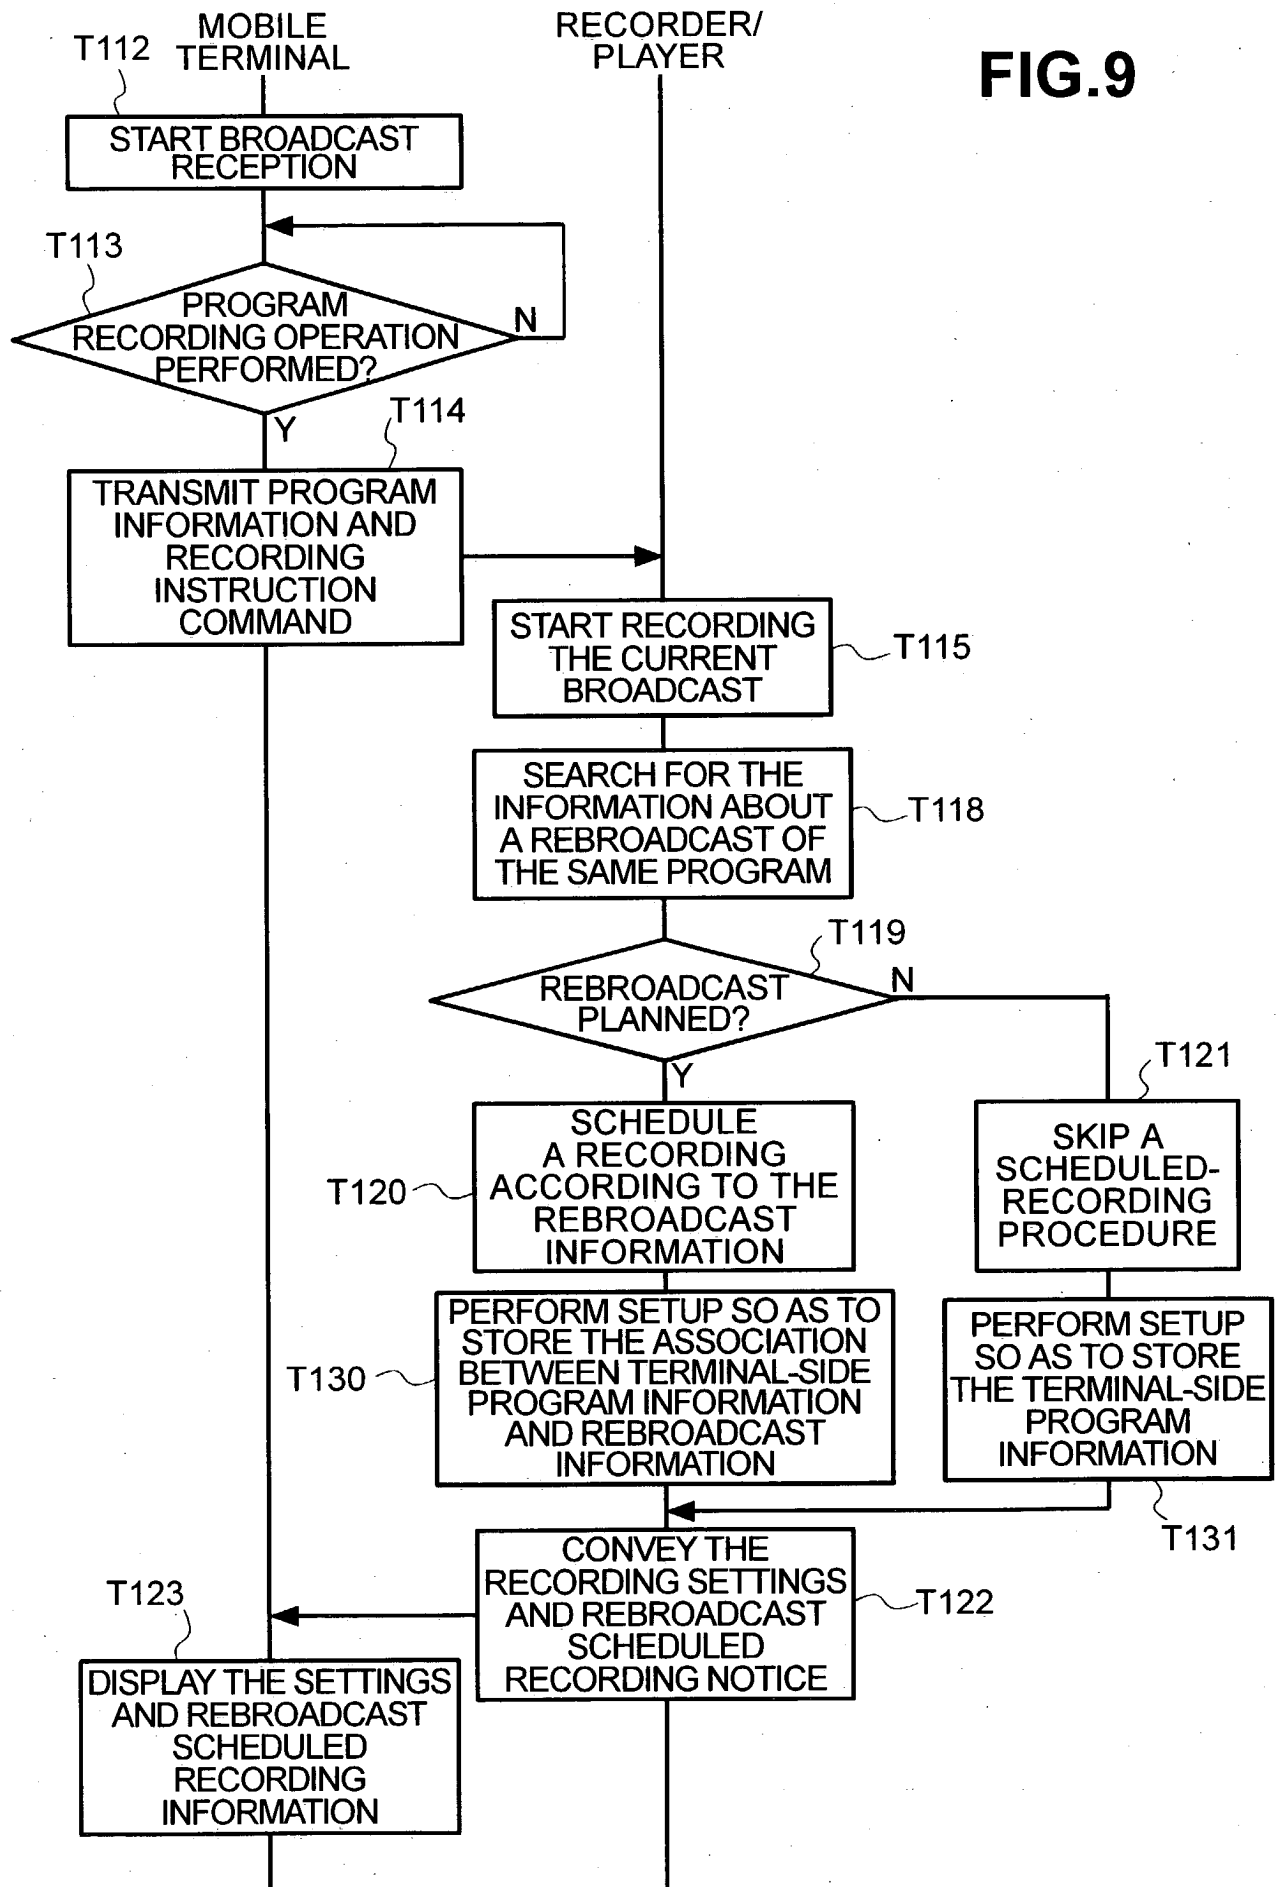 MOBILE
TERMINAL
RECORDER/
PLAYER
FIG.9
T112
START BROADCAST
RECEPTION
T113
PROGRAM
RECORDING OPERATION
PERFORMED?
N
Y
T114
TRANSMIT PROGRAM
INFORMATION AND
RECORDING
INSTRUCTION
COMMAND
START RECORDING
THE CURRENT
BROADCAST
T115
SEARCH FOR THE
INFORMATION ABOUT
A REBROADCAST OF
THE SAME PROGRAM
T118
T119
REBROADCAST
PLANNED?
N
Y
T121
SCHEDULE
A RECORDING
ACCORDING TO THE
REBROADCAST
INFORMATION
T120
SKIP A
SCHEDULED-
RECORDING
PROCEDURE
PERFORM SETUP SO AS TO
STORE THE ASSOCIATION
BETWEEN TERMINAL-SIDE
PROGRAM INFORMATION
AND REBROADCAST
INFORMATION
T130
PERFORM SETUP
SO AS TO STORE
THE TERMINAL-SIDE
PROGRAM
INFORMATION
T131
CONVEY THE
RECORDING SETTINGS
AND REBROADCAST
SCHEDULED
RECORDING NOTICE
T122
T123
DISPLAY THE SETTINGS
AND REBROADCAST
SCHEDULED
RECORDING
INFORMATION